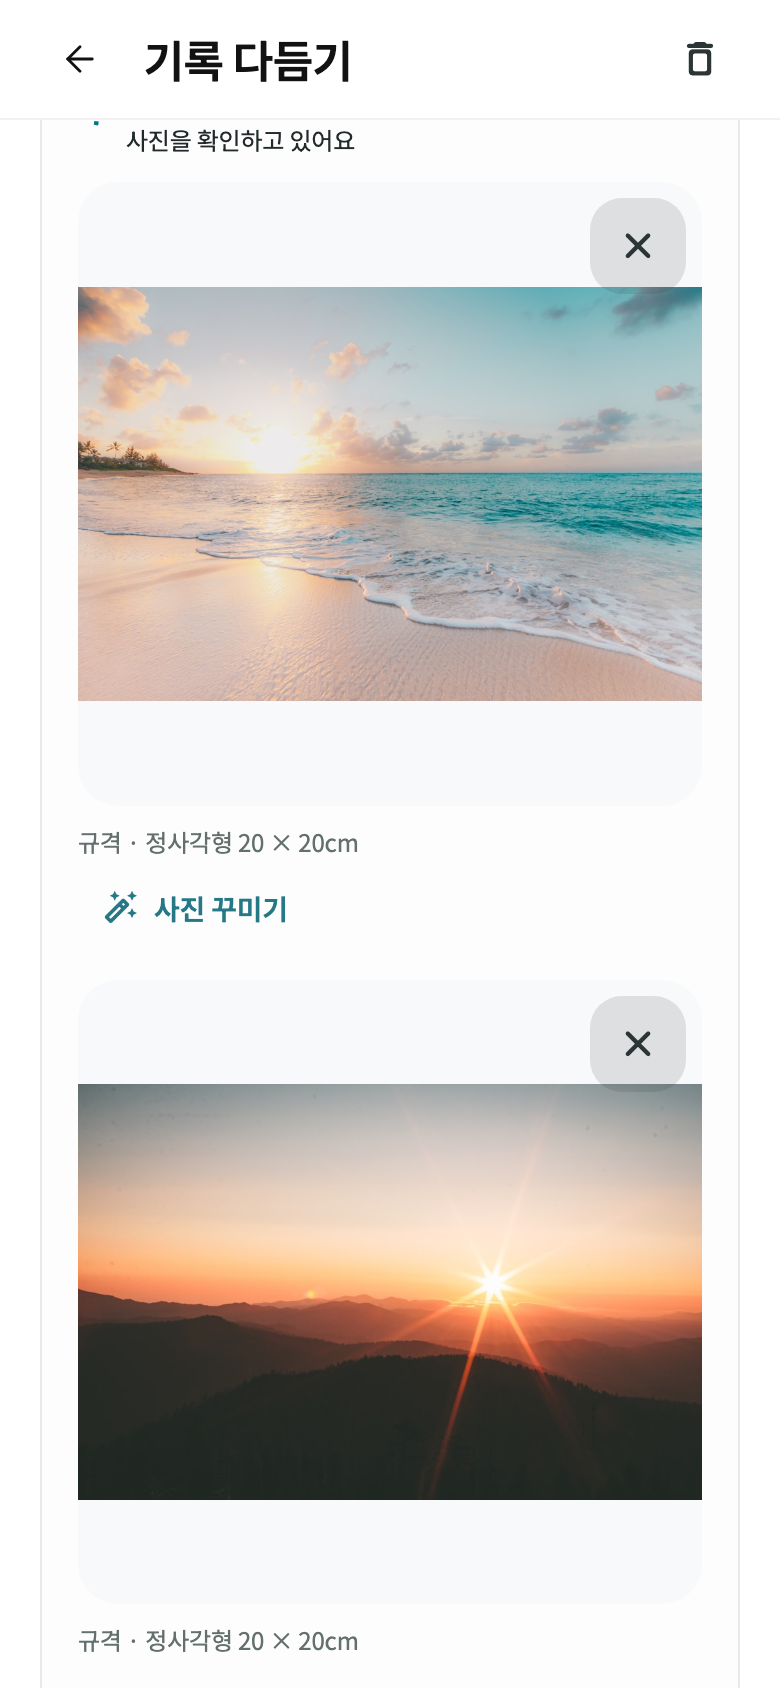 기록 다듬기
사진을 확인하고 있어요
규격 · 정사각형 20 × 20cm
사진 꾸미기
규격 · 정사각형 20 × 20cm